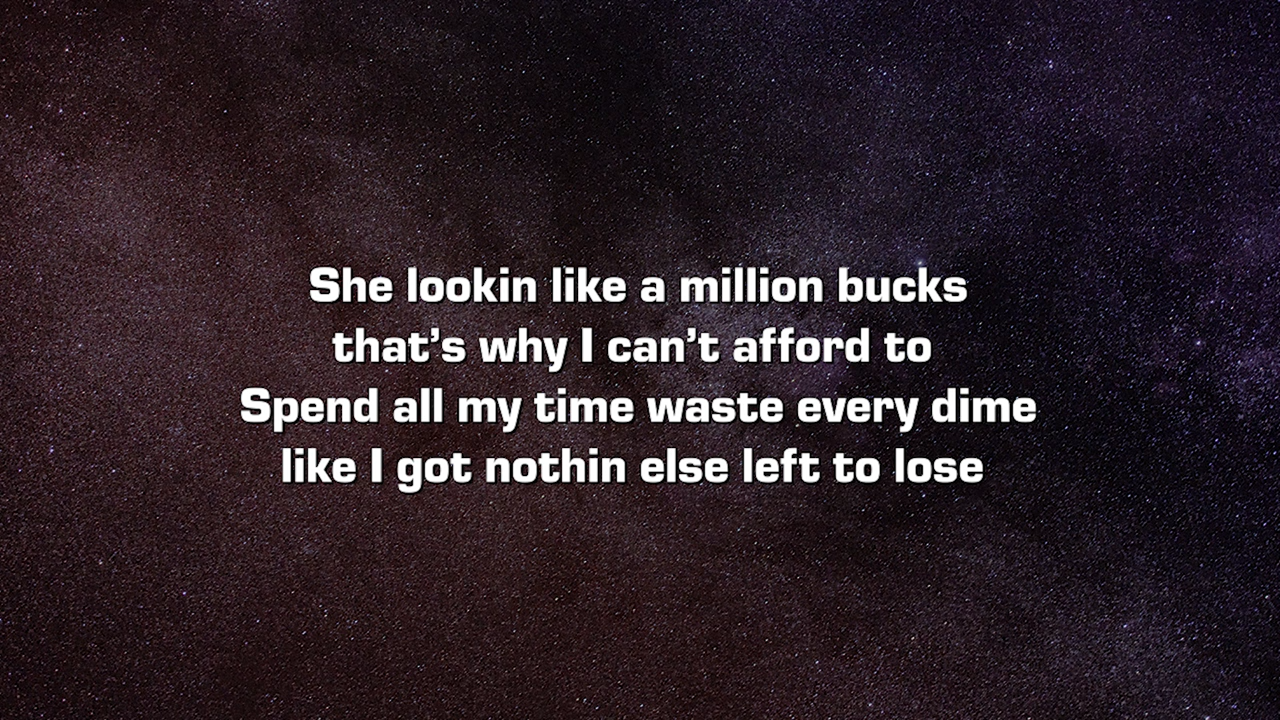 She lookin like a million bucks
that’s why I can’t afford to
Spend all my time waste every dime
like I got nothin else left to lose